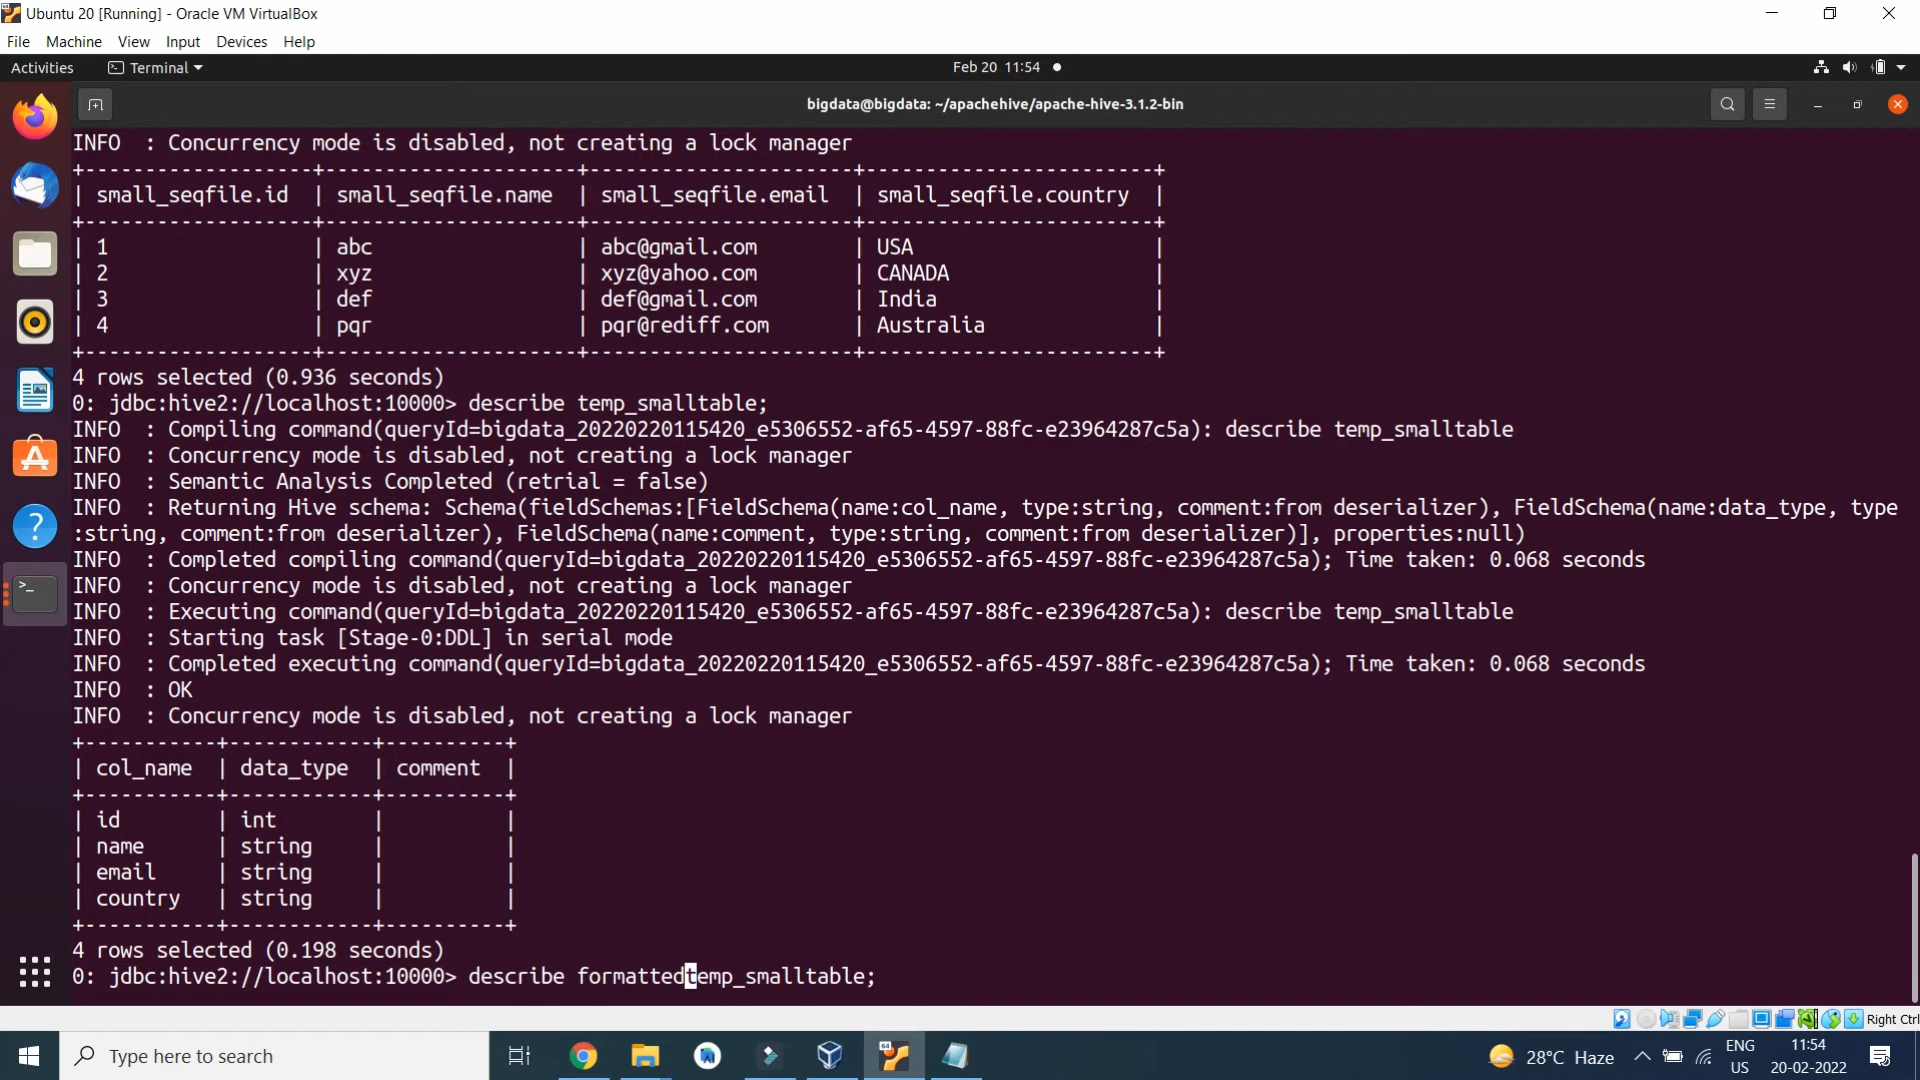 Ubuntu 20 [Running] - Oracle VM VirtualBox
File Machine View Input Devices Help
Activities Terminal Feb 20 11:54
bigdata@bigdata: ~/apachehive/apache-hive-3.1.2-bin
INFO  : Concurrency mode is disabled, not creating a lock manager
+-------------------+---------------------+----------------------+------------------------+
| small_seqfile.id  | small_seqfile.name  | small_seqfile.email  | small_seqfile.country  |
+-------------------+---------------------+----------------------+------------------------+
| 1                 | abc                 | abc@gmail.com        | USA                    |
| 2                 | xyz                 | xyz@yahoo.com        | CANADA                 |
| 3                 | def                 | def@gmail.com        | India                  |
| 4                 | pqr                 | pqr@rediff.com       | Australia              |
+-------------------+---------------------+----------------------+------------------------+
4 rows selected (0.936 seconds)
0: jdbc:hive2://localhost:10000> describe temp_smalltable;
INFO  : Compiling command(queryId=bigdata_20220220115420_e5306552-af65-4597-88fc-e23964287c5a): describe temp_smalltable
INFO  : Concurrency mode is disabled, not creating a lock manager
INFO  : Semantic Analysis Completed (retrial = false)
INFO  : Returning Hive schema: Schema(fieldSchemas:[FieldSchema(name:col_name, type:string, comment:from deserializer), FieldSchema(name:data_type, type
:string, comment:from deserializer), FieldSchema(name:comment, type:string, comment:from deserializer)], properties:null)
INFO  : Completed compiling command(queryId=bigdata_20220220115420_e5306552-af65-4597-88fc-e23964287c5a); Time taken: 0.068 seconds
INFO  : Concurrency mode is disabled, not creating a lock manager
INFO  : Executing command(queryId=bigdata_20220220115420_e5306552-af65-4597-88fc-e23964287c5a): describe temp_smalltable
INFO  : Starting task [Stage-0:DDL] in serial mode
INFO  : Completed executing command(queryId=bigdata_20220220115420_e5306552-af65-4597-88fc-e23964287c5a); Time taken: 0.068 seconds
INFO  : OK
INFO  : Concurrency mode is disabled, not creating a lock manager
+-----------+------------+----------+
| col_name  | data_type  | comment  |
+-----------+------------+----------+
| id        | int        |          |
| name      | string     |          |
| email     | string     |          |
| country   | string     |          |
+-----------+------------+----------+
4 rows selected (0.198 seconds)
0: jdbc:hive2://localhost:10000> describe formattedtemp_smalltable;
Right Ctrl
Type here to search
28°C Haze
ENG
US
11:54
20-02-2022